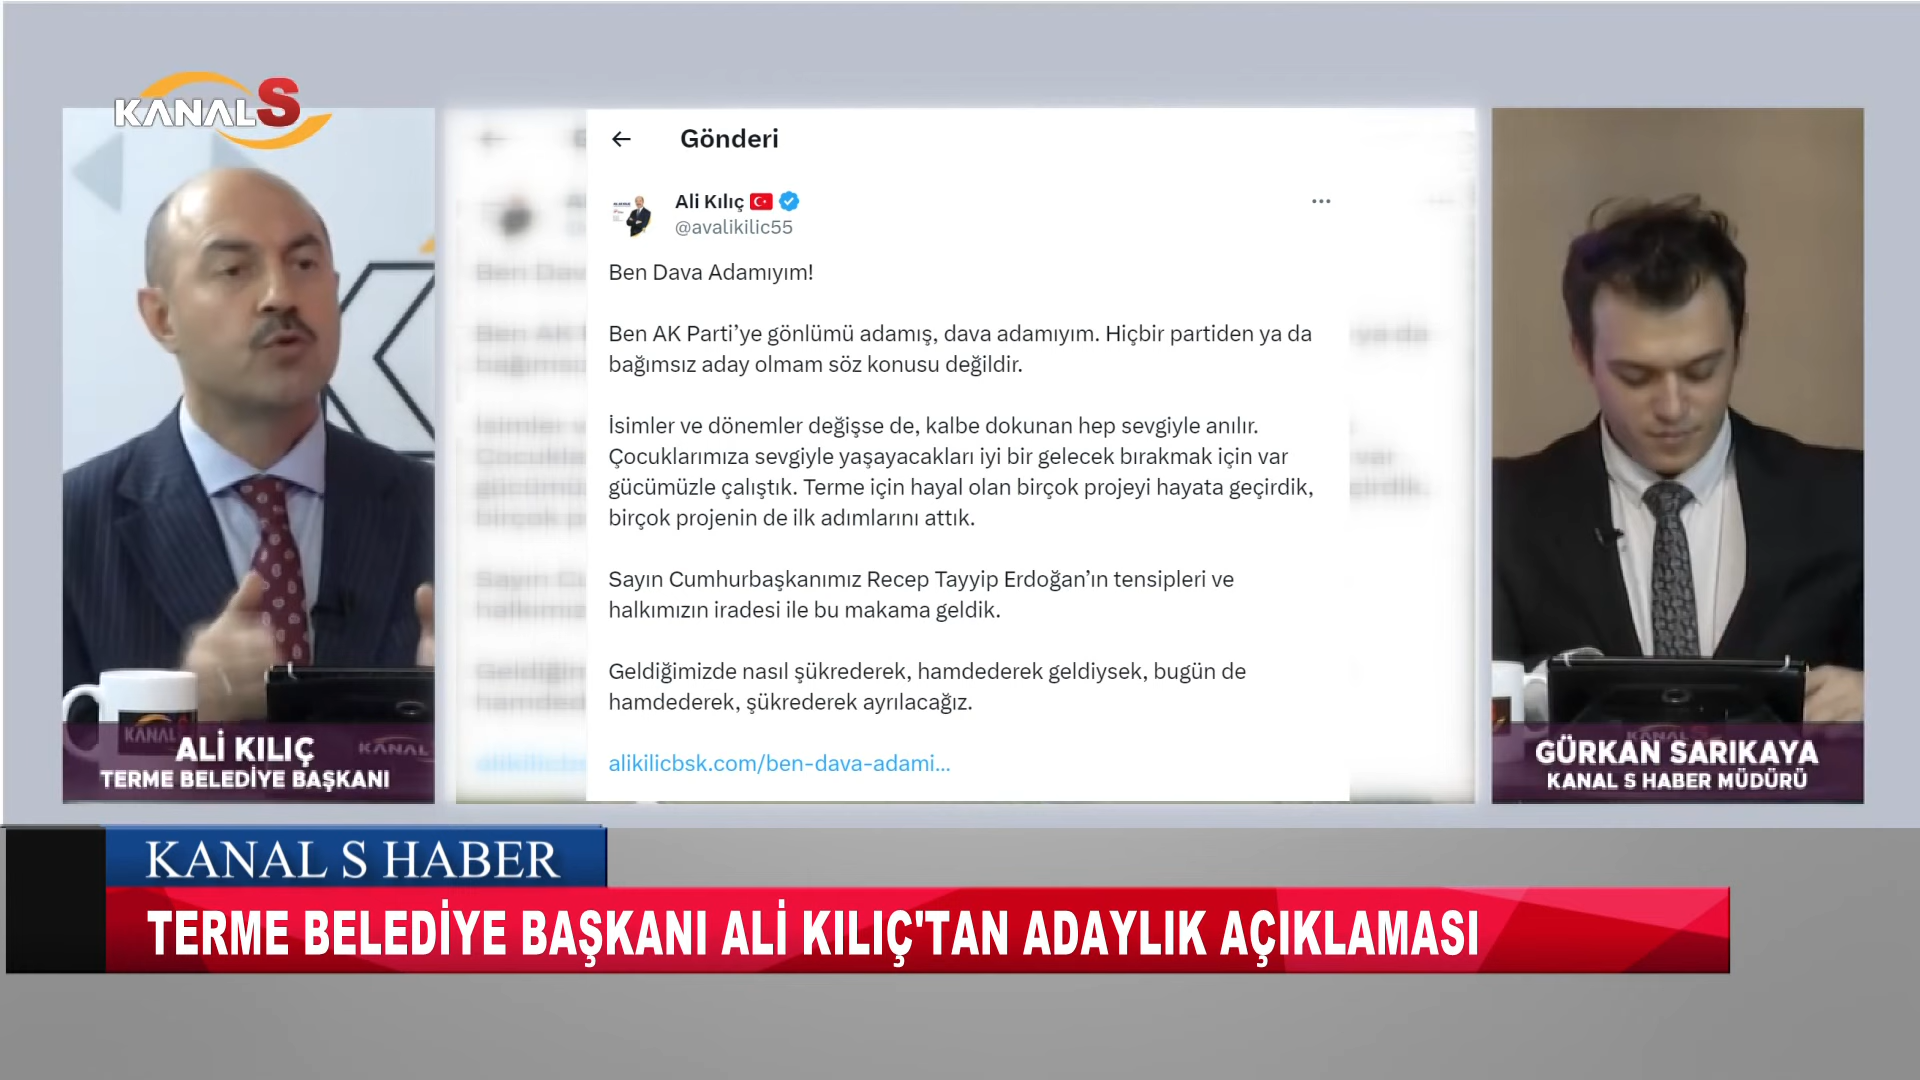 KANAL S
Gönderi
Ali Kılıç
@avalikilic55
Ben Dava Adamıyım!
Ben AK Parti’ye gönlümü adamış, dava adamıyım. Hiçbir partiden ya da
bağımsız aday olmam söz konusu değildir.
İsimler ve dönemler değişse de, kalbe dokunan hep sevgiyle anılır.
Çocuklarımıza sevgiyle yaşayacakları iyi bir gelecek bırakmak için var
gücümüzle çalıştık. Terme için hayal olan birçok projeyi hayata geçirdik,
birçok projenin de ilk adımlarını attık.
Sayın Cumhurbaşkanımız Recep Tayyip Erdoğan’ın tensipleri ve
halkımızın iradesi ile bu makama geldik.
Geldiğimizde nasıl şükrederek, hamdederek geldiysek, bugün de
hamdederek, şükrederek ayrılacağız.
alikilicbsk.com/ben-dava-adami...
KANAL
KANAL
ALİ KILIÇ
TERME BELEDİYE BAŞKANI
GÜRKAN SARIKAYA
KANAL S HABER MÜDÜRÜ
KANAL S HABER
TERME BELEDİYE BAŞKANI ALİ KILIÇ'TAN ADAYLIK AÇIKLAMASI